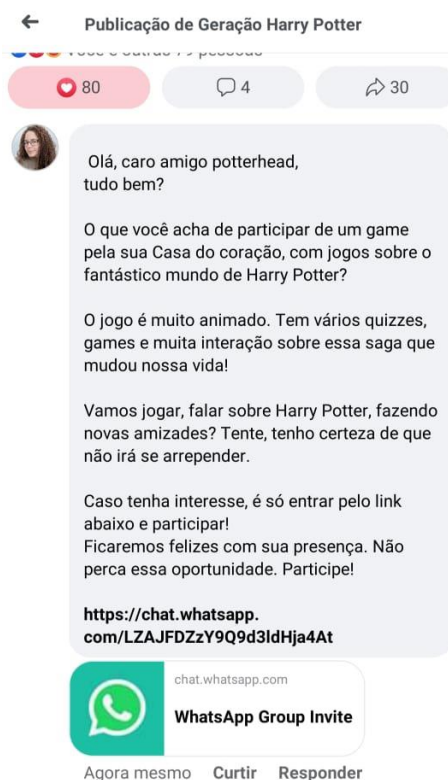 Publicação de Geração Harry Potter
Você e outras 79 pessoas
80
4
30
Olá, caro amigo potterhead,
tudo bem?
O que você acha de participar de um game
pela sua Casa do coração, com jogos sobre o
fantástico mundo de Harry Potter?
O jogo é muito animado. Tem vários quizzes,
games e muita interação sobre essa saga que
mudou nossa vida!
Vamos jogar, falar sobre Harry Potter, fazendo
novas amizades? Tente, tenho certeza de que
não irá se arrepender.
Caso tenha interesse, é só entrar pelo link
abaixo e participar!
Ficaremos felizes com sua presença. Não
perca essa oportunidade. Participe!
https://chat.whatsapp.
com/LZAJFDZzY9Q9d3ldHja4At
chat.whatsapp.com
WhatsApp Group Invite
Agora mesmo Curtir Responder